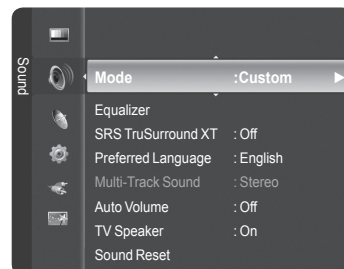 Sound
Mode :Custom
Equalizer
SRS TruSurround XT : Off
Preferred Language : English
Multi-Track Sound : Stereo
Auto Volume : Off
TV Speaker : On
Sound Reset